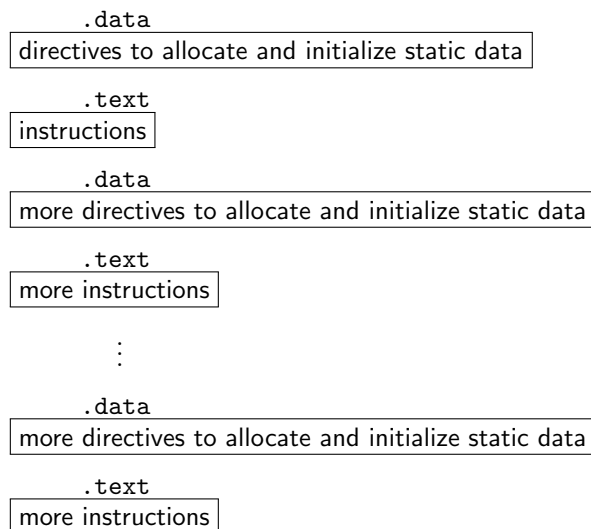 .data
directives to allocate and initialize static data
.text
instructions
.data
more directives to allocate and initialize static data
.text
more instructions
⋮
.data
more directives to allocate and initialize static data
.text
more instructions